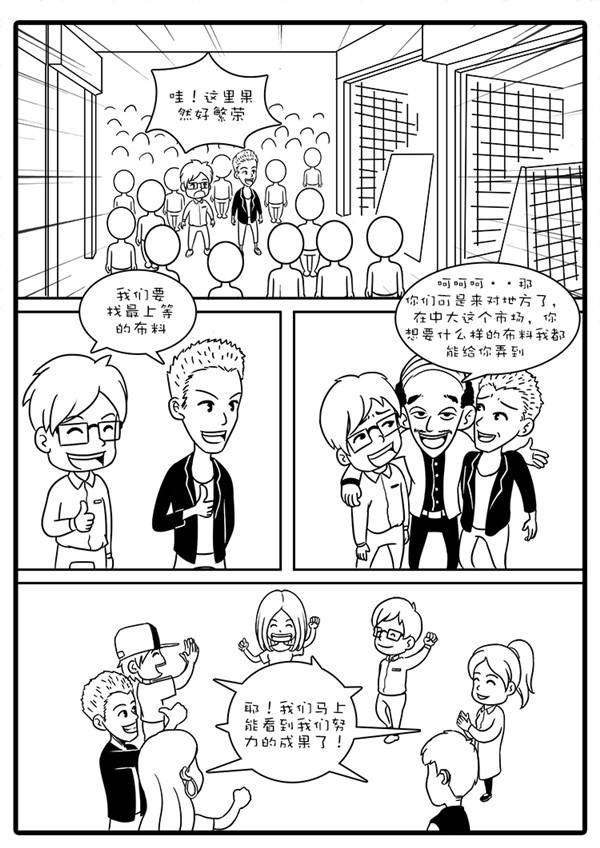 哇！这里果
然好繁荣
我们要
找最上等
的布料
呵呵呵··那
你们可是来对地方了，
在中大这个市场，你
想要什么样的布料我都
能给你弄到
耶！我们马上
能看到我们努
力的成果了！